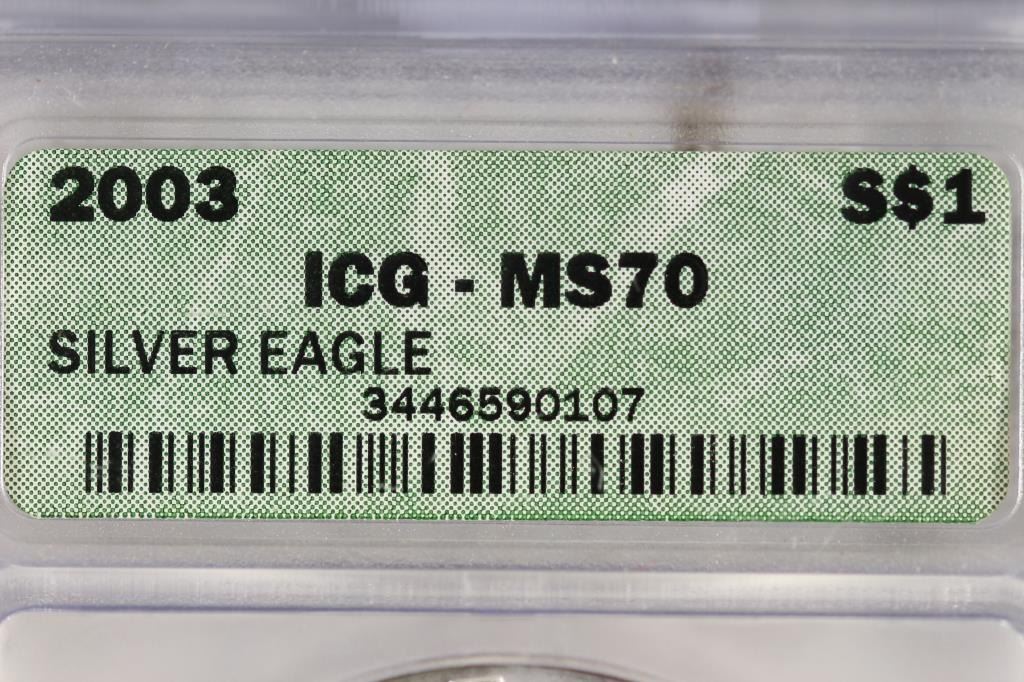 2003 S$1
ICG - MS70
SILVER EAGLE
3446590107